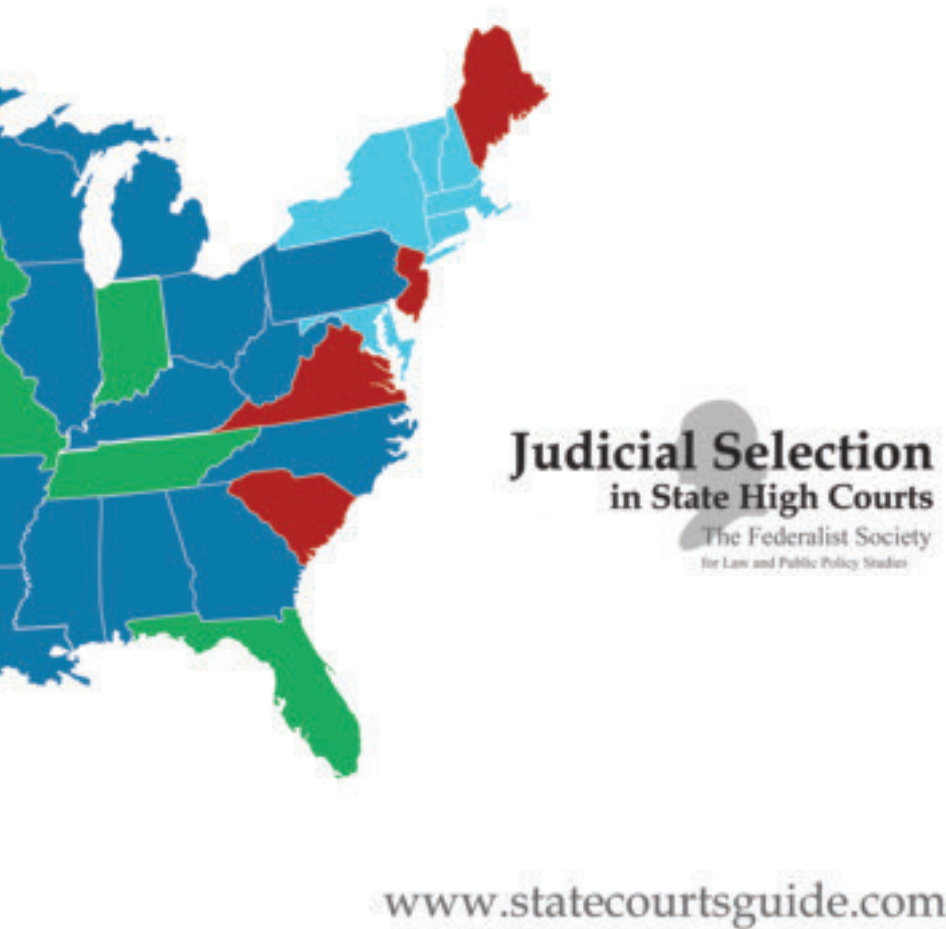 Judicial Selection
in State High Courts
The Federalist Society
for Law and Public Policy Studies
www.statecourtsguide.com